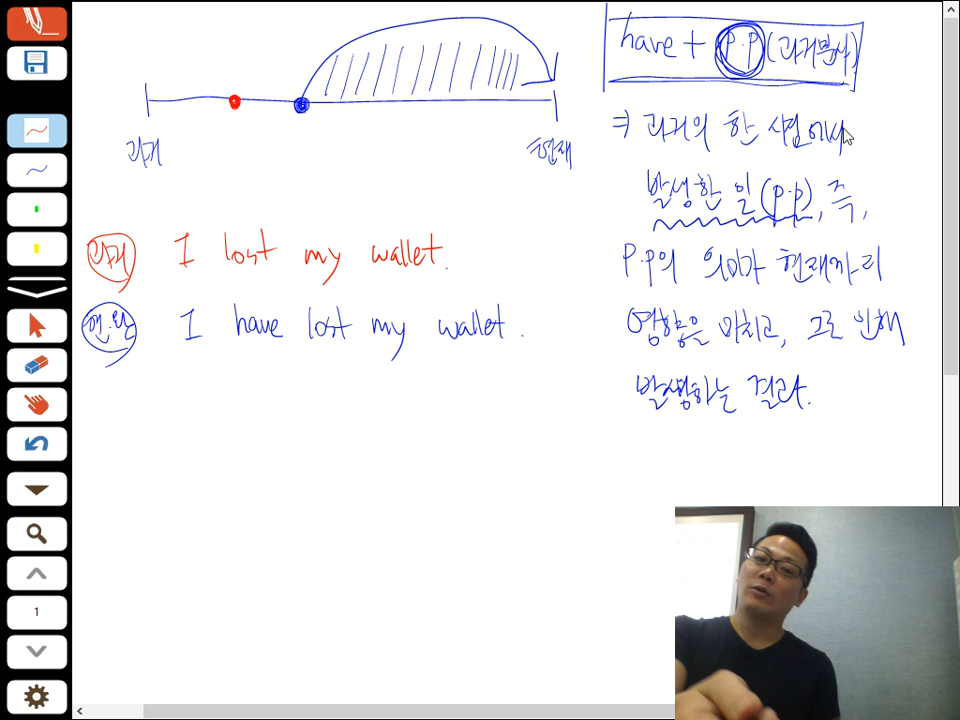 have + P.P (과거분사)
⇒ 과거의 한 시점에서
발생한 일(P.P), 즉,
P.P의 의미가 현재까지
영향을 미치고, 그로 인해
발생하는 결과.
과거
현재
과거 I lost my wallet.
현.완 I have lost my wallet.
1